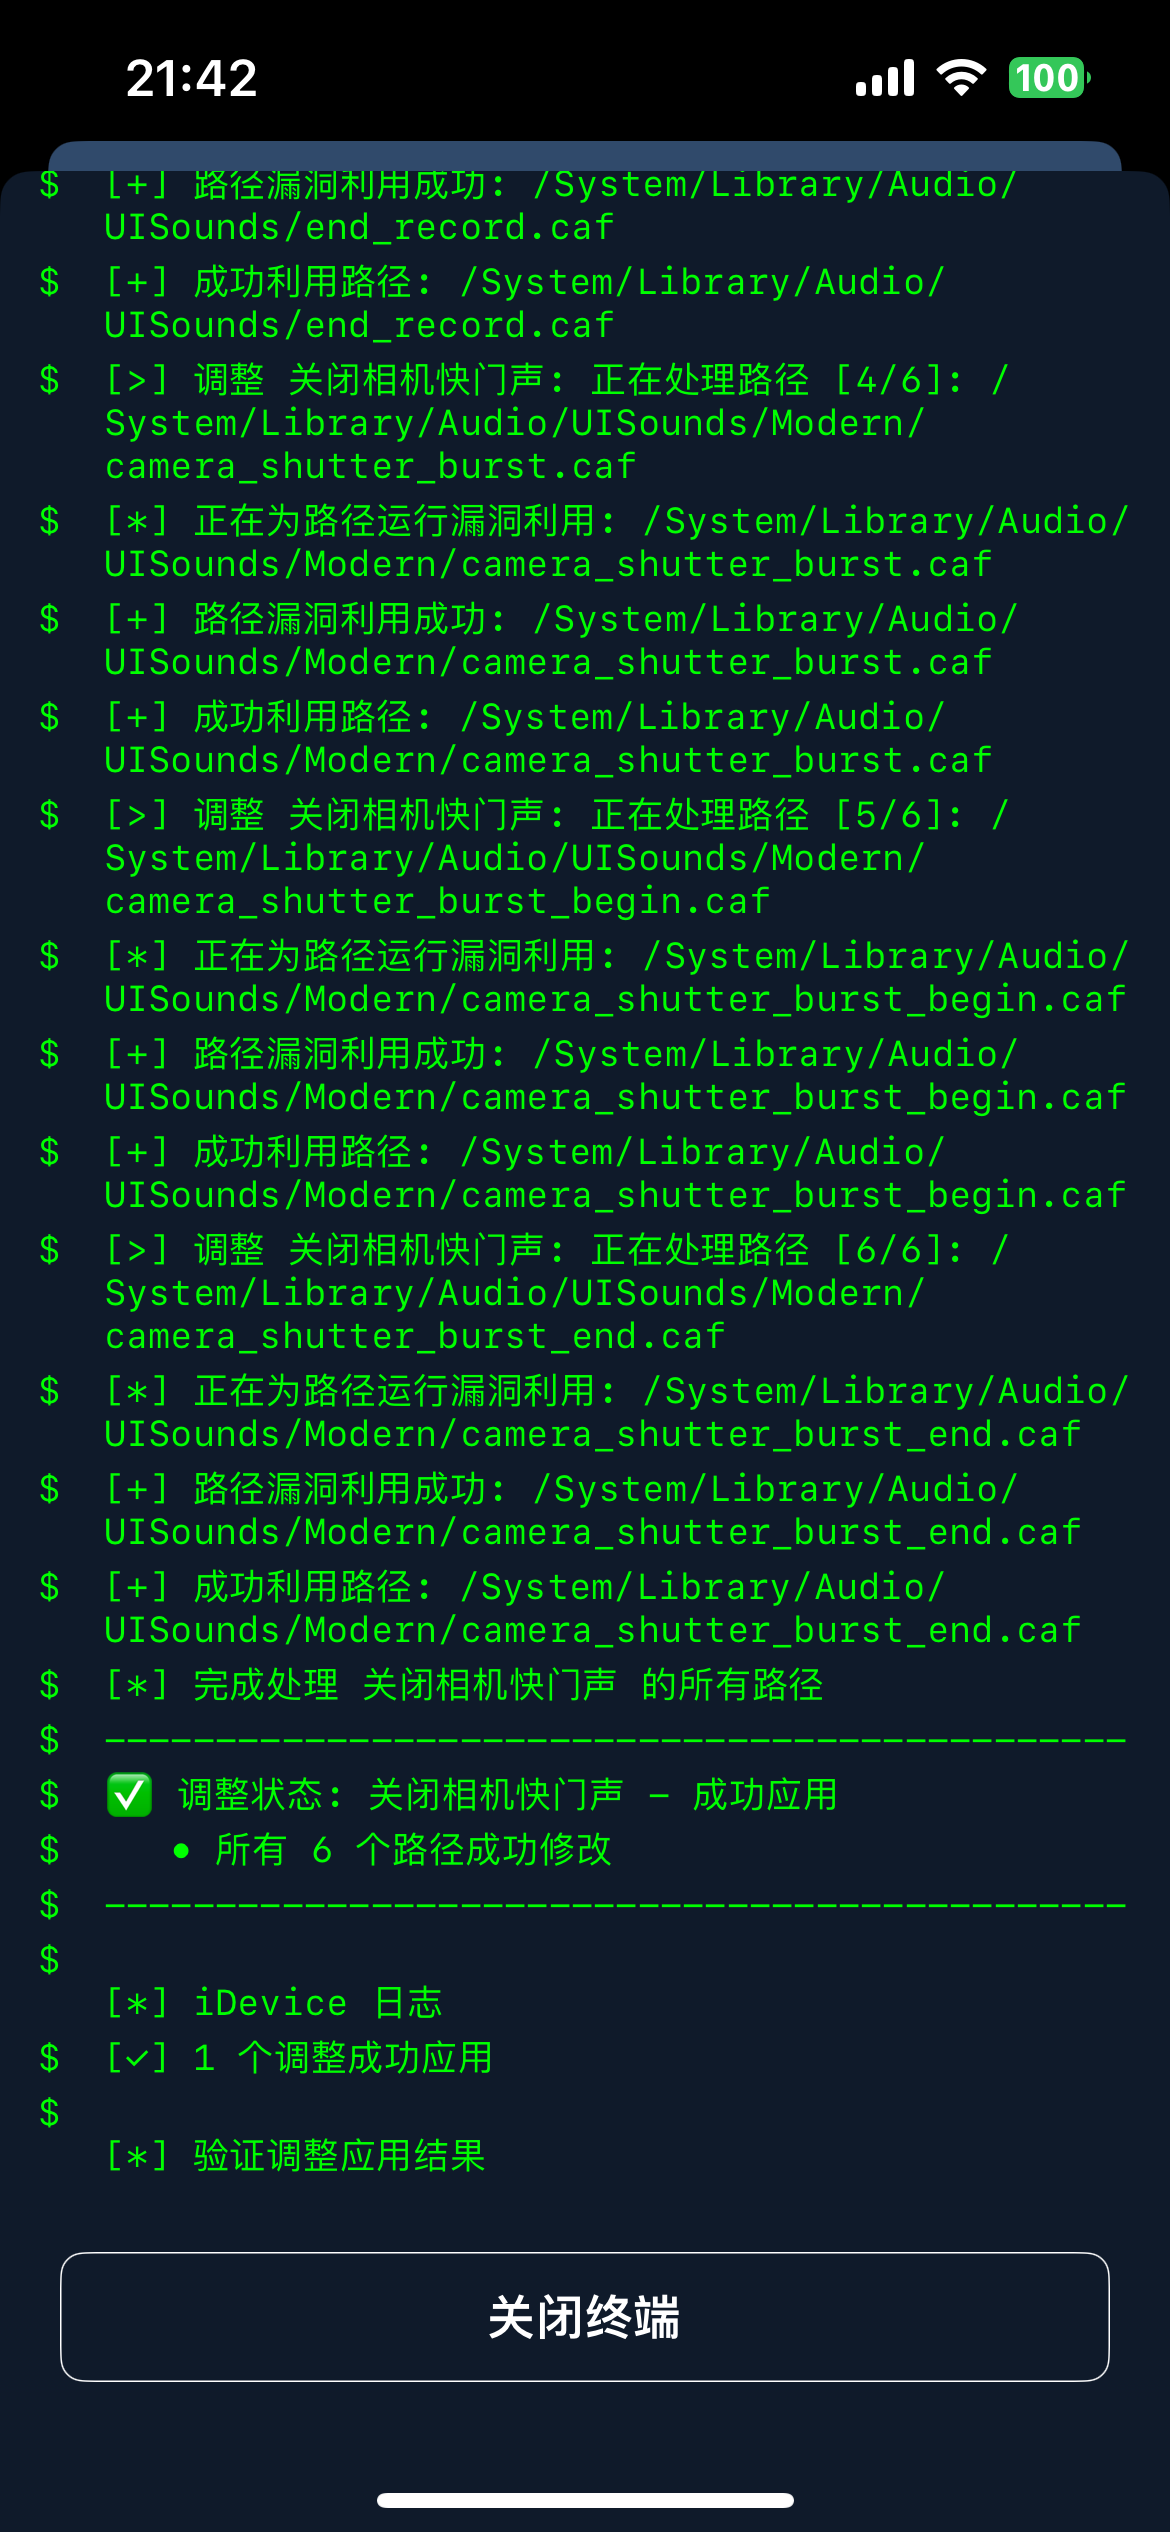 21:42
100
$ [+] 路径漏洞利用成功: /System/Library/Audio/
UISounds/end_record.caf
$ [+] 成功利用路径: /System/Library/Audio/
UISounds/end_record.caf
$ [>] 调整 关闭相机快门声: 正在处理路径 [4/6]: /
System/Library/Audio/UISounds/Modern/
camera_shutter_burst.caf
$ [*] 正在为路径运行漏洞利用: /System/Library/Audio/
UISounds/Modern/camera_shutter_burst.caf
$ [+] 路径漏洞利用成功: /System/Library/Audio/
UISounds/Modern/camera_shutter_burst.caf
$ [+] 成功利用路径: /System/Library/Audio/
UISounds/Modern/camera_shutter_burst.caf
$ [>] 调整 关闭相机快门声: 正在处理路径 [5/6]: /
System/Library/Audio/UISounds/Modern/
camera_shutter_burst_begin.caf
$ [*] 正在为路径运行漏洞利用: /System/Library/Audio/
UISounds/Modern/camera_shutter_burst_begin.caf
$ [+] 路径漏洞利用成功: /System/Library/Audio/
UISounds/Modern/camera_shutter_burst_begin.caf
$ [+] 成功利用路径: /System/Library/Audio/
UISounds/Modern/camera_shutter_burst_begin.caf
$ [>] 调整 关闭相机快门声: 正在处理路径 [6/6]: /
System/Library/Audio/UISounds/Modern/
camera_shutter_burst_end.caf
$ [*] 正在为路径运行漏洞利用: /System/Library/Audio/
UISounds/Modern/camera_shutter_burst_end.caf
$ [+] 路径漏洞利用成功: /System/Library/Audio/
UISounds/Modern/camera_shutter_burst_end.caf
$ [+] 成功利用路径: /System/Library/Audio/
UISounds/Modern/camera_shutter_burst_end.caf
$ [*] 完成处理 关闭相机快门声 的所有路径
$ ----------------------------------------------
$ ✅ 调整状态: 关闭相机快门声 - 成功应用
$ • 所有 6 个路径成功修改
$ ----------------------------------------------
$
[*] iDevice 日志
$ [✓] 1 个调整成功应用
$
[*] 验证调整应用结果
关闭终端